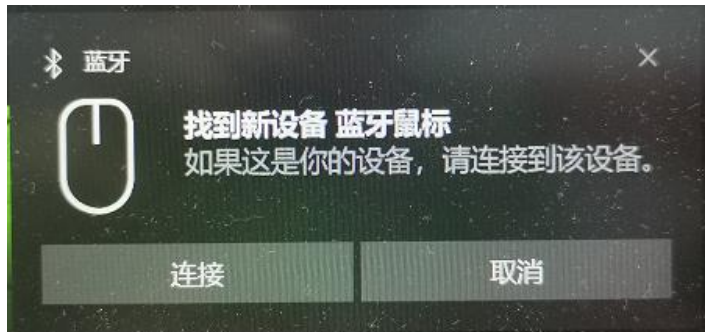 蓝牙
找到新设备 蓝牙鼠标
如果这是你的设备，请连接到该设备。
连接
取消